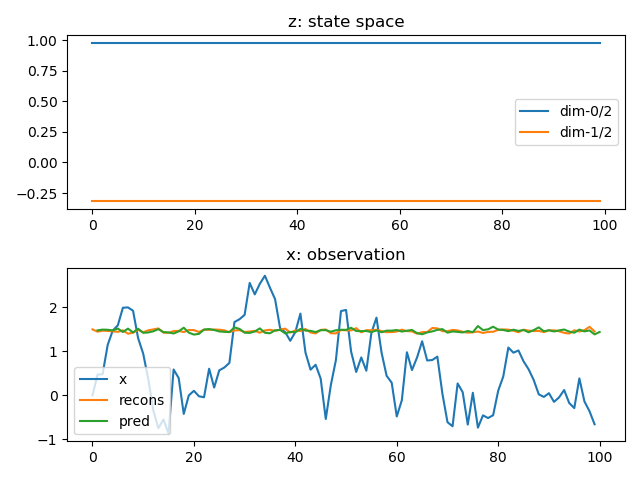 z: state space
1.00
0.75
0.50
0.25
0.00
−0.25
dim-0/2
dim-1/2
0 20 40 60 80 100
x: observation
2
1
0
−1
x
recons
pred
0 20 40 60 80 100